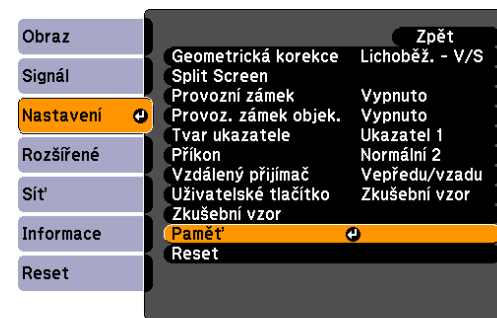 Obraz
Signál
Nastavení
Rozšířené
Síť
Informace
Reset
Zpět
Geometrická korekce Lichoběž. - V/S
Split Screen
Provozní zámek Vypnuto
Provoz. zámek objek. Vypnuto
Tvar ukazatele Ukazatel 1
Příkon Normální 2
Vzdálený přijímač Vepředu/vzadu
Uživatelské tlačítko Zkušební vzor
Zkušební vzor
Paměť
Reset